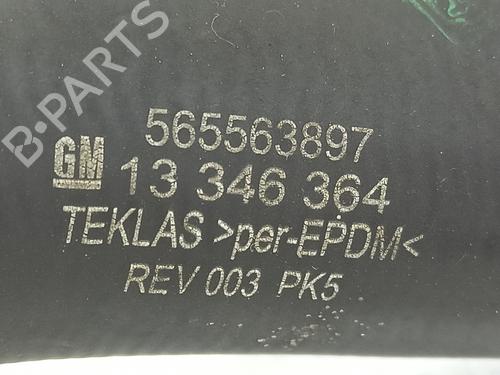 B-PARTS
565563897
GM 13 346 364
TEKLAS >per-EPDM<
REV 003 PK5